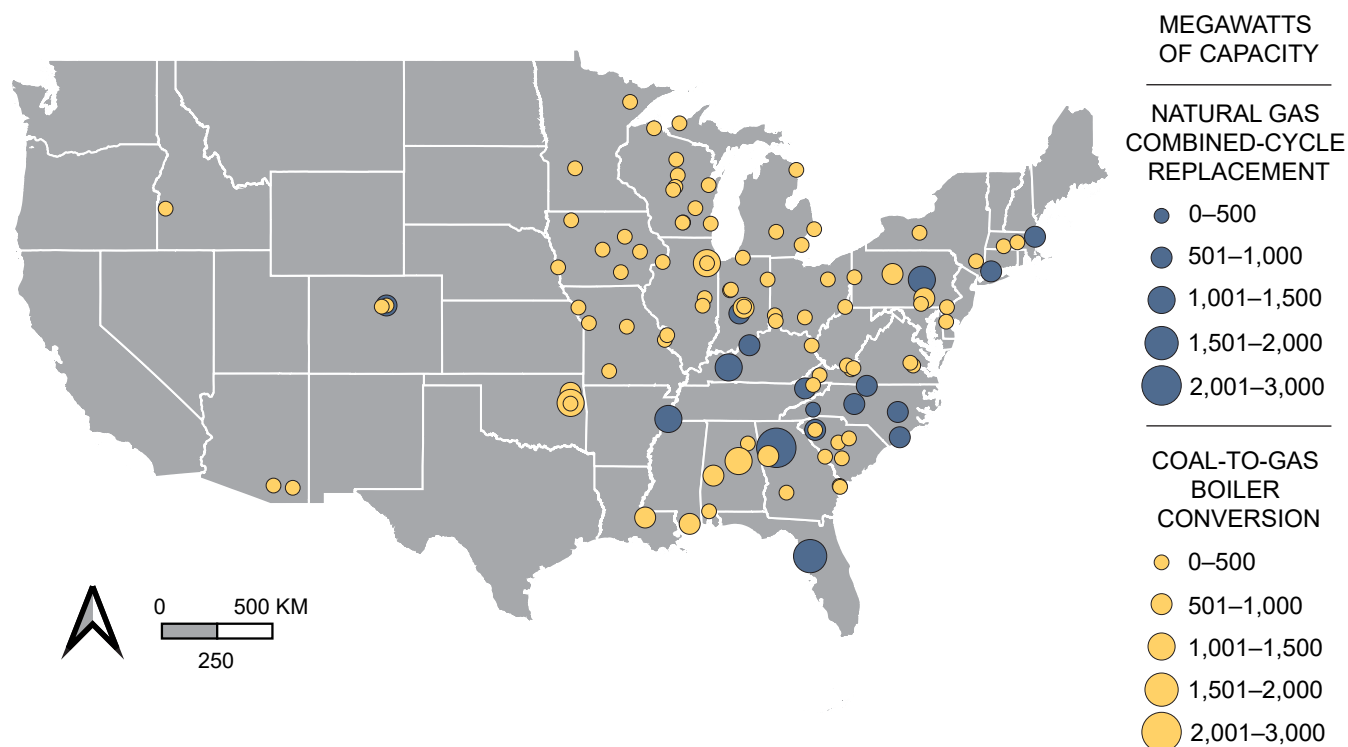 MEGAWATTS
OF CAPACITY
NATURAL GAS
COMBINED-CYCLE
REPLACEMENT
0–500
501–1,000
1,001–1,500
1,501–2,000
2,001–3,000
COAL-TO-GAS
BOILER
CONVERSION
0–500
501–1,000
1,001–1,500
1,501–2,000
2,001–3,000
0 500 KM
250